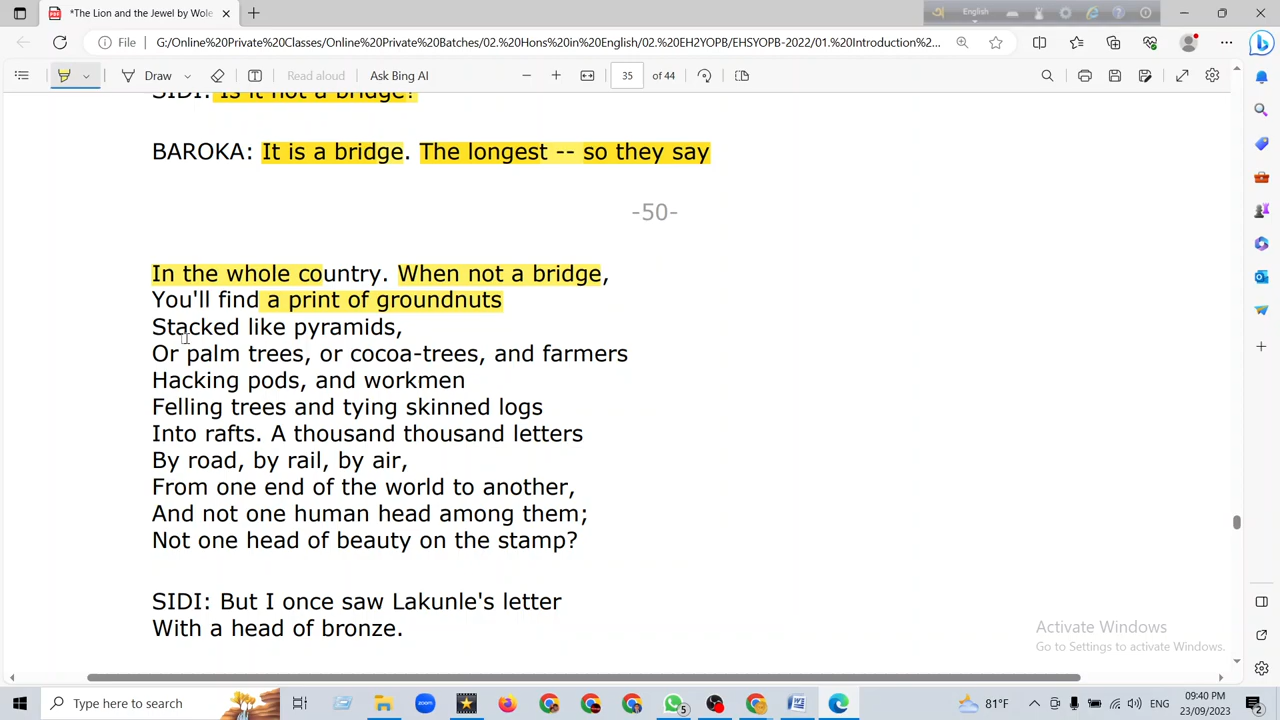 *The Lion and the Jewel by Wole
English
File
G:/Online%20Private%20Classes/Online%20Private%20Batches/02.%20Hons%20in%20English/02.%20EH2YOPB/EHSYOPB-2022/01.%20Introduction%2...
Draw
Read aloud
Ask Bing AI
35 of 44
SIDI: Is it not a bridge?
BAROKA: It is a bridge. The longest -- so they say
-50-
In the whole country. When not a bridge,
You'll find a print of groundnuts
Stacked like pyramids,
Or palm trees, or cocoa-trees, and farmers
Hacking pods, and workmen
Felling trees and tying skinned logs
Into rafts. A thousand thousand letters
By road, by rail, by air,
From one end of the world to another,
And not one human head among them;
Not one head of beauty on the stamp?
SIDI: But I once saw Lakunle's letter
With a head of bronze.
Activate Windows
Go to Settings to activate Windows.
Type here to search
zoom
5
81°F
ENG
09:40 PM
23/09/2023
2